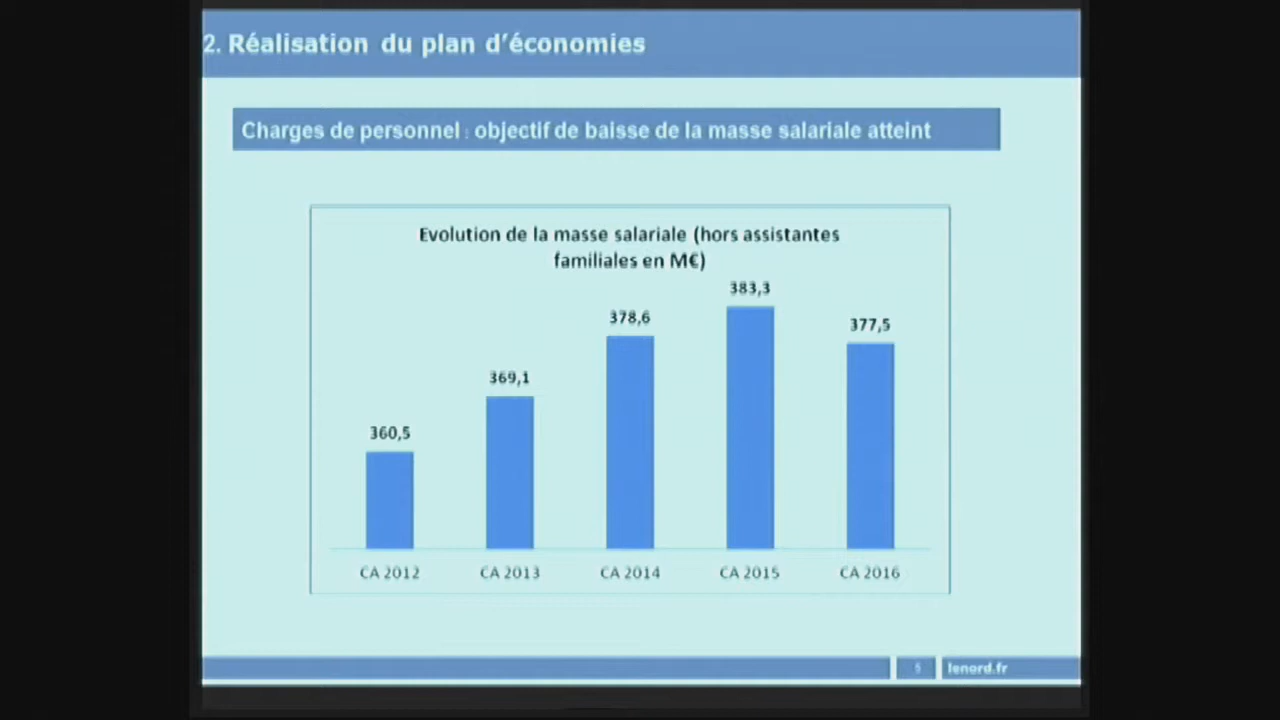 2. Réalisation du plan d'économies
Charges de personnel : objectif de baisse de la masse salariale atteint
Evolution de la masse salariale (hors assistantes
familiales en M€)
383,3
378,6
377,5
369,1
360,5
CA 2012 CA 2013 CA 2014 CA 2015 CA 2016
5 lenord.fr